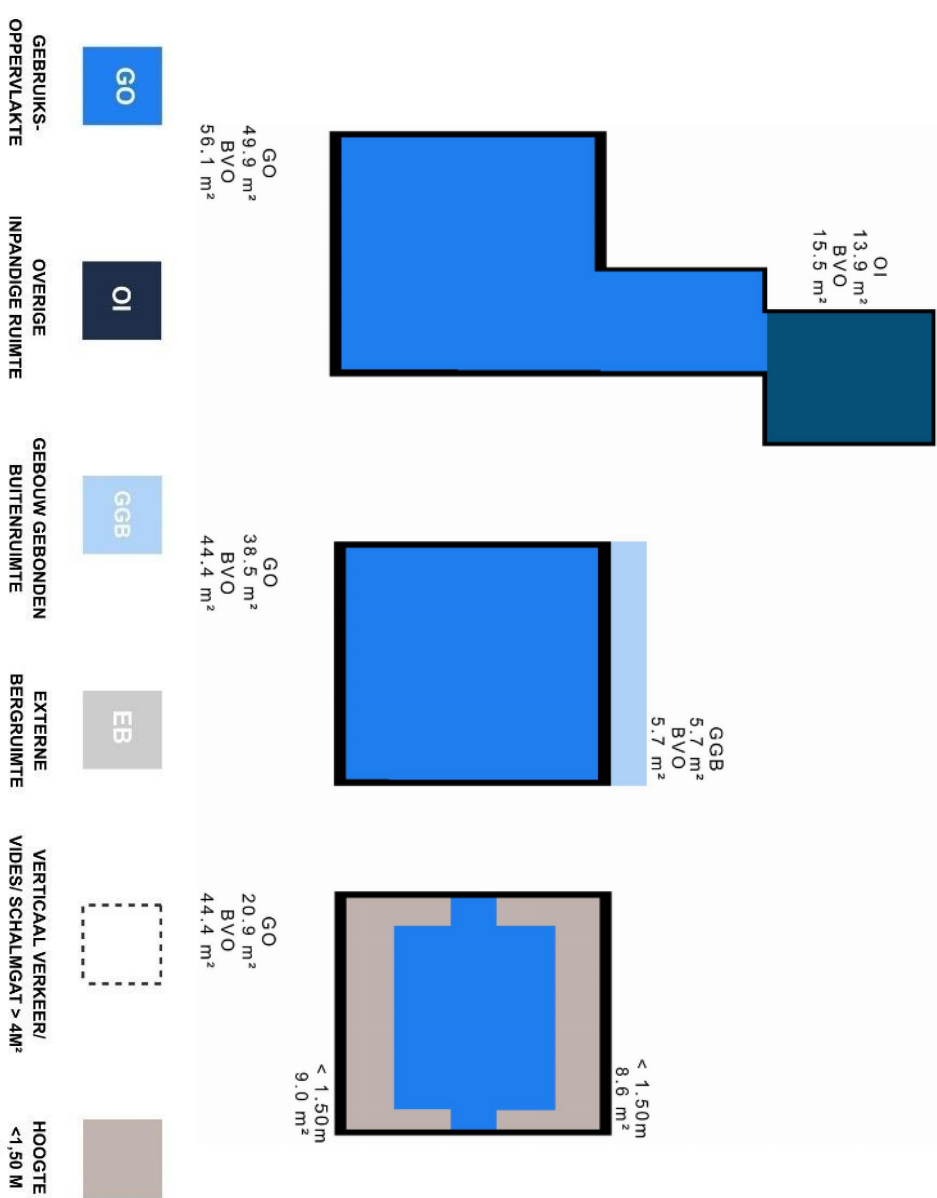 OI
13.9 m²
BVO
15.5 m²
GO
49.9 m²
BVO
56.1 m²
GGB
5.7 m²
BVO
5.7 m²
GO
38.5 m²
BVO
44.4 m²
< 1.50m
8.6 m²
< 1.50m
9.0 m²
GO
20.9 m²
BVO
44.4 m²
GO
GEBRUIKS-
OPPERVLAKTE
OI
OVERIGE
INPANDIGE RUIMTE
GGB
GEBOUW GEBONDEN
BUITENRUIMTE
EB
EXTERNE
BERGRUIMTE
VERTICAAL VERKEER/
VIDES/ SCHALMGAT > 4M²
HOOGTE
<1,50 M